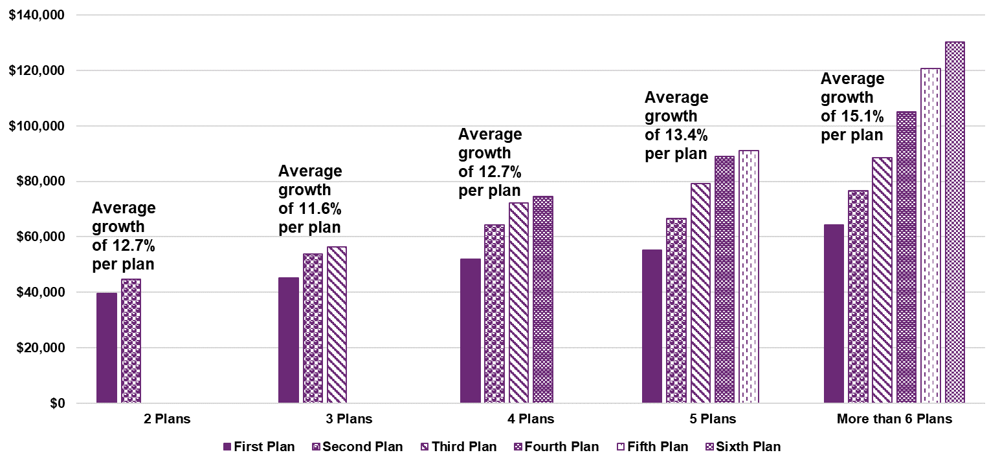 $140,000
$120,000
$100,000
$80,000
$60,000
$40,000
$20,000
$0
Average
growth
of 12.7%
per plan
Average
growth
of 11.6%
per plan
Average
growth
of 12.7%
per plan
Average
growth
of 13.4%
per plan
Average
growth
of 15.1%
per plan
2 Plans
3 Plans
4 Plans
5 Plans
More than 6 Plans
First Plan
Second Plan
Third Plan
Fourth Plan
Fifth Plan
Sixth Plan